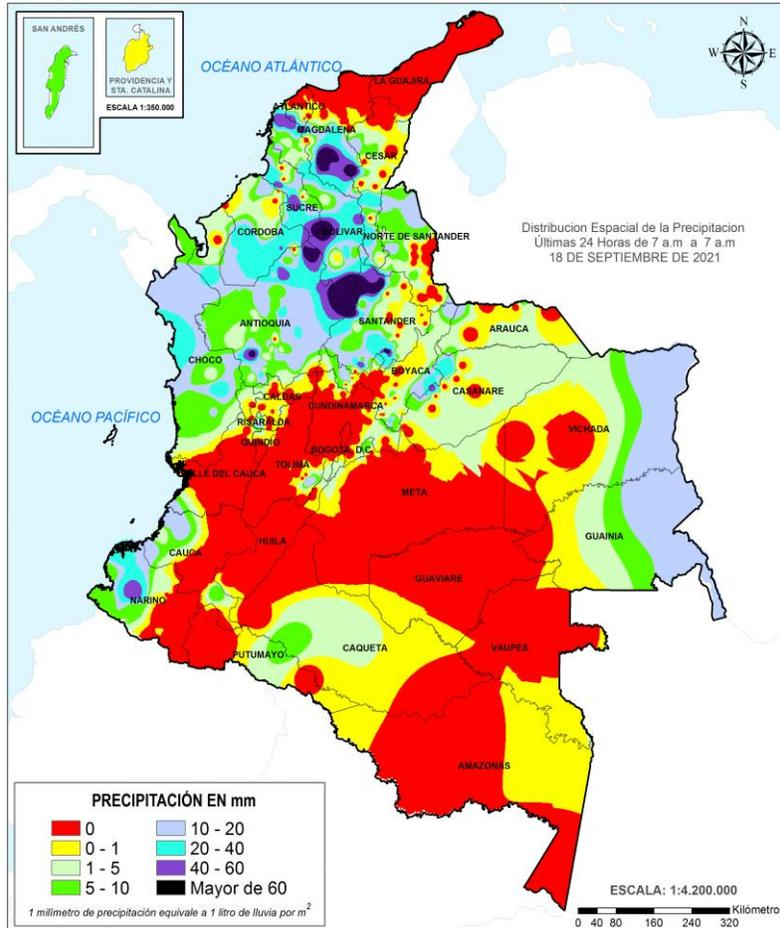 SAN ANDRÉS
PROVIDENCIA Y
STA. CATALINA
ESCALA 1:350.000
N
W
E
S
OCÉANO ATLÁNTICO
LA GUAJIRA
ATLANTICO
MAGDALENA
CESAR
SUCRE
CORDOBA
BOLIVAR
NORTE DE SANTANDER
Distribucion Espacial de la Precipitacion
Últimas 24 Horas de 7 a.m a 7 a.m
18 DE SEPTIEMBRE DE 2021
ANTIOQUIA
SANTANDER
ARAUCA
CHOCO
BOYACA
CASANARE
CALDAS
CUNDINAMARCA
OCÉANO PACÍFICO
RISARALDA
VICHADA
QUINDIO
BOGOTA, D.C
TOLIMA
VALLE DEL CAUCA
META
GUAINIA
CAUCA
HUILA
GUAVIARE
NARINO
CAQUETA
VAUPES
PUTUMAYO
AMAZONAS
PRECIPITACIÓN EN mm
0
0 - 1
1 - 5
5 - 10
10 - 20
20 - 40
40 - 60
Mayor de 60
1 milímetro de precipitación equivale a 1 litro de lluvia por m²
ESCALA: 1:4.200.000
Kilómetros
0 40 80 160 240 320